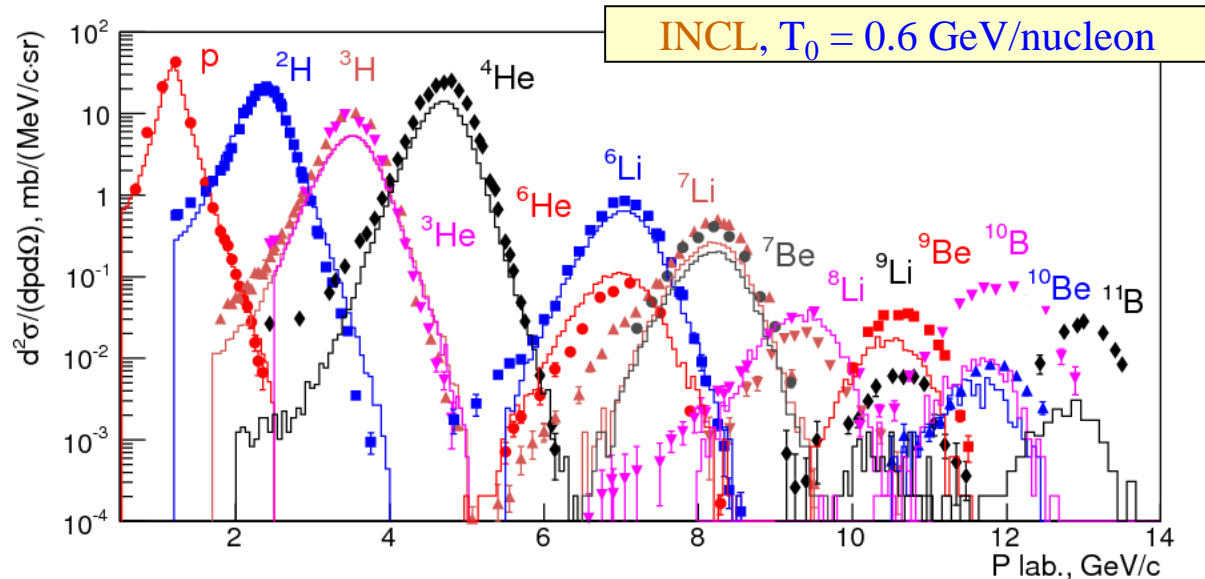 INCL, T₀ = 0.6 GeV/nucleon
d²σ/(dpdΩ), mb/(MeV/c·sr)
10²
10
1
10⁻¹
10⁻²
10⁻³
10⁻⁴
p
²H
³H
⁴He
³He
⁶He
⁶Li
⁷Li
⁷Be
⁸Li
⁹Li
⁹Be
¹⁰B
¹⁰Be
¹¹B
2 4 6 8 10 12 14
P lab., GeV/c